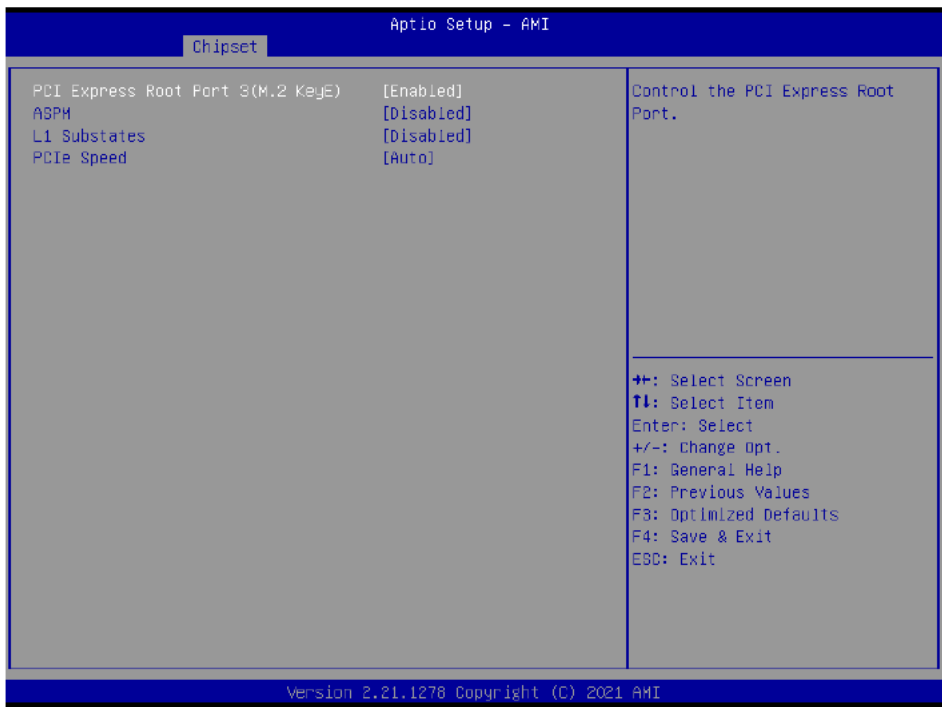 Aptio Setup – AMI
Chipset
PCI Express Root Port 3(M.2 KeyE) [Enabled]
ASPM [Disabled]
L1 Substates [Disabled]
PCIe Speed [Auto]
Control the PCI Express Root
Port.
→←: Select Screen
↑↓: Select Item
Enter: Select
+/-: Change Opt.
F1: General Help
F2: Previous Values
F3: Optimized Defaults
F4: Save & Exit
ESC: Exit
Version 2.21.1278 Copyright (C) 2021 AMI